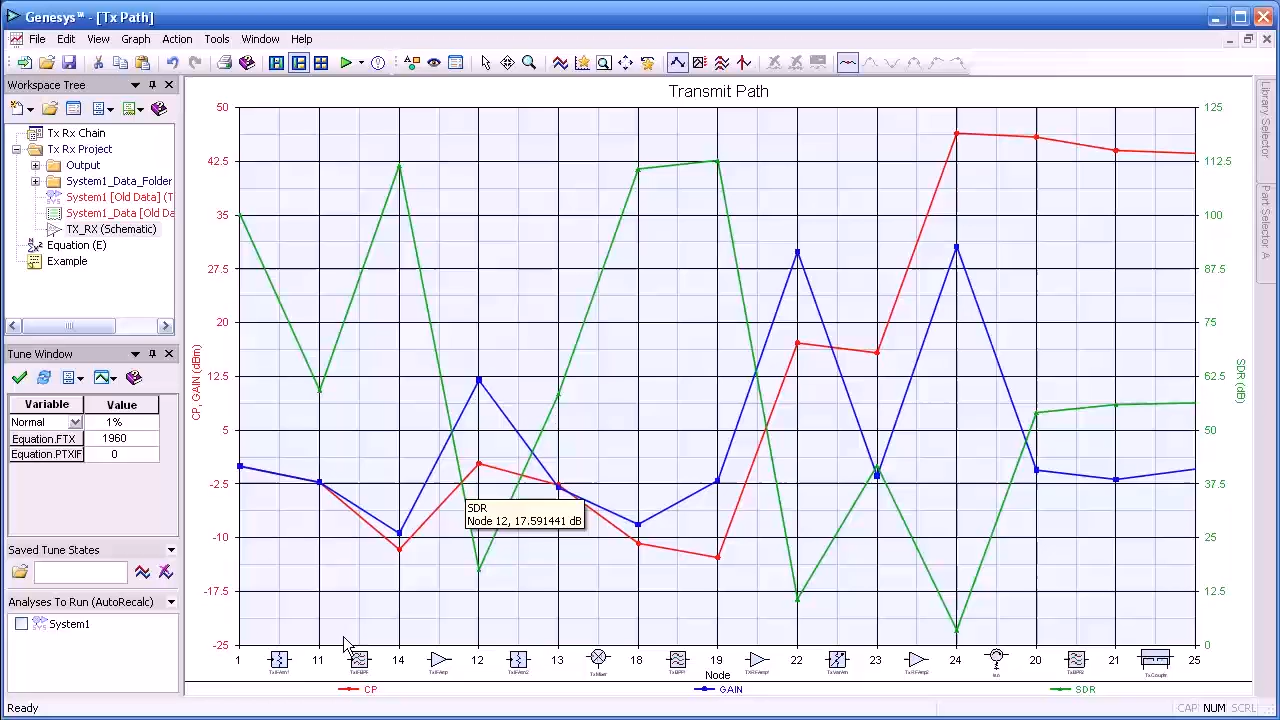 Genesys™ - [Tx Path]
File Edit View Graph Action Tools Window Help
Workspace Tree
Tx Rx Chain
Tx Rx Project
Output
System1_Data_Folder
System1 [Old Data] (T
System1_Data [Old Da
TX_RX (Schematic)
Equation (E)
Example
Tune Window
Variable Value
Normal 1%
Equation.FTX 1960
Equation.PTXIF 0
Saved Tune States
Analyses To Run (AutoRecalc)
System1
Transmit Path
50
42.5
35
27.5
20
12.5
5
-2.5
-10
-17.5
-25
CP, GAIN (dBm)
125
112.5
100
87.5
75
62.5
50
37.5
25
12.5
0
SDR (dB)
SDR
Node 12, 17.591441 dB
1 11 14 12 13 18 19 22 23 24 20 21 25
Node
CP GAIN SDR
Library Selector
Part Selector A
Ready
CAP NUM SCRL